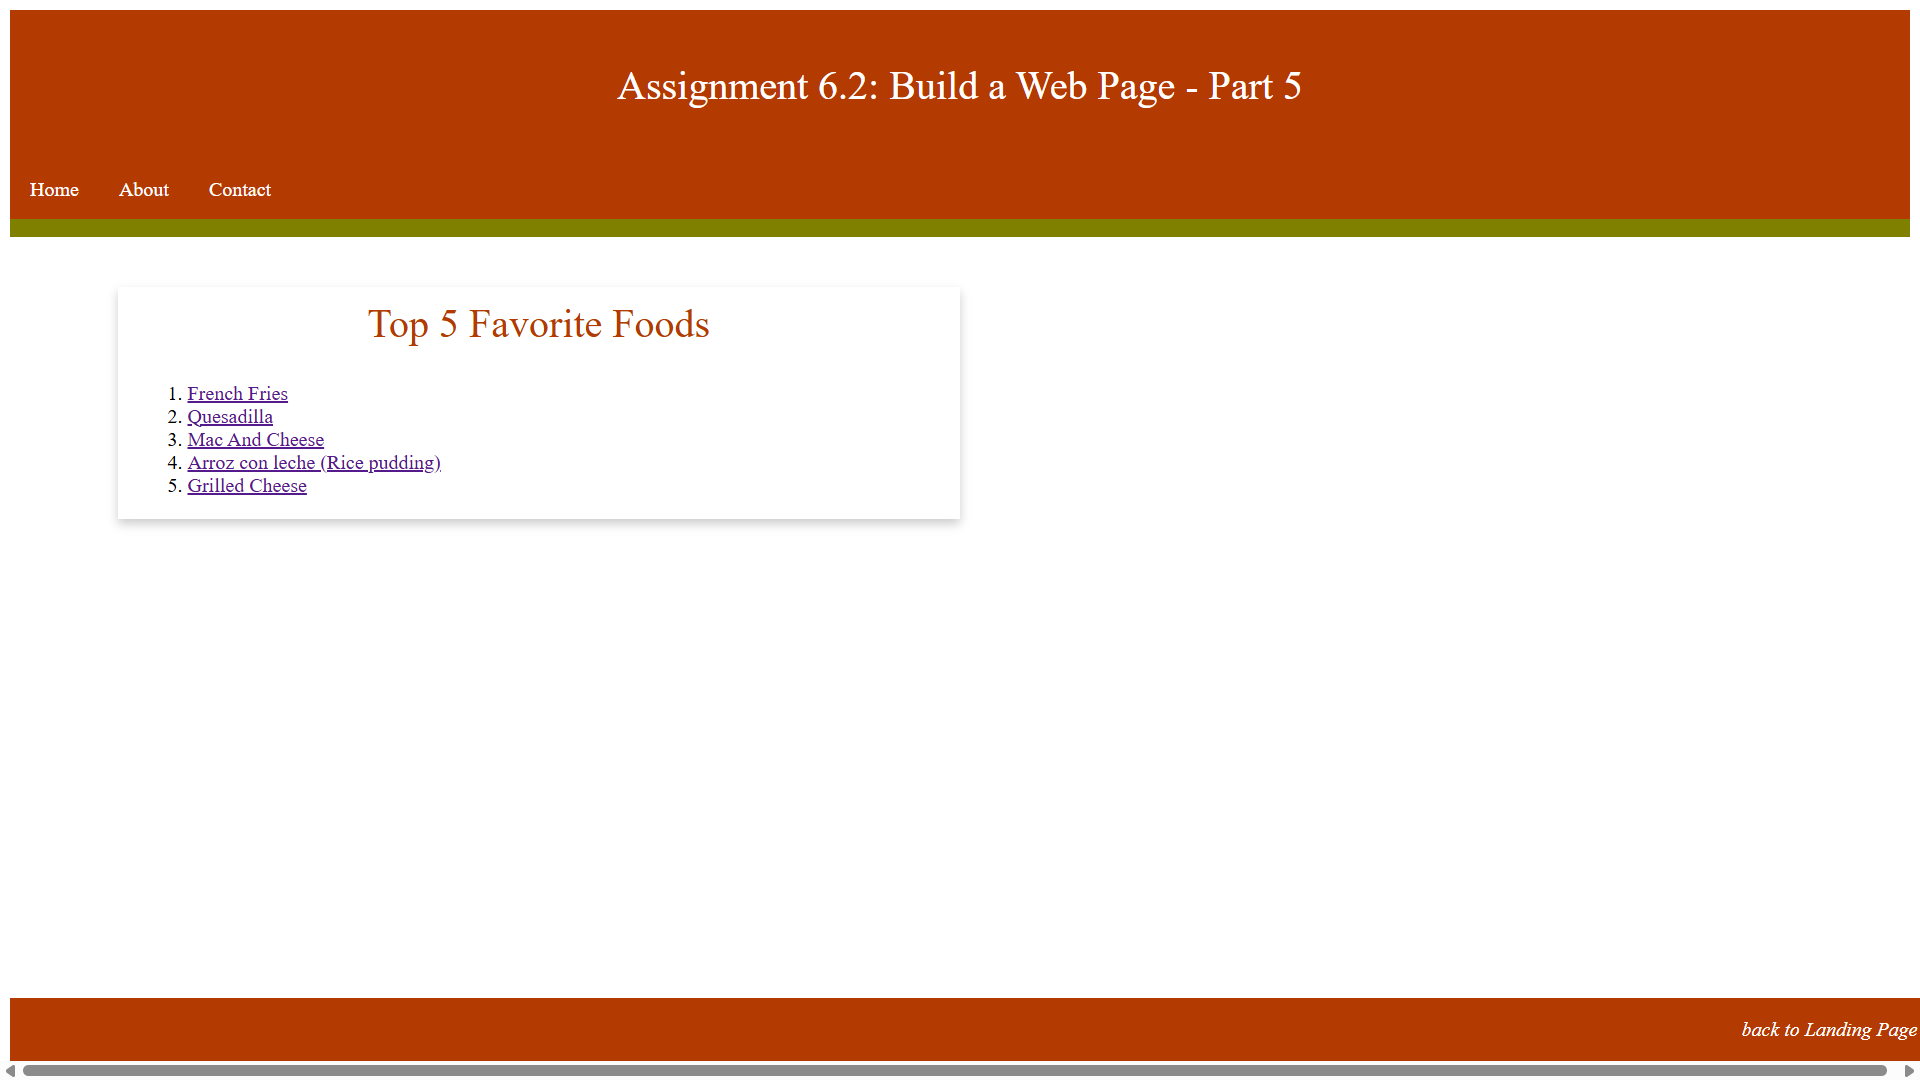 Assignment 6.2: Build a Web Page - Part 5
Home About Contact
Top 5 Favorite Foods
1. French Fries
2. Quesadilla
3. Mac And Cheese
4. Arroz con leche (Rice pudding)
5. Grilled Cheese
back to Landing Page